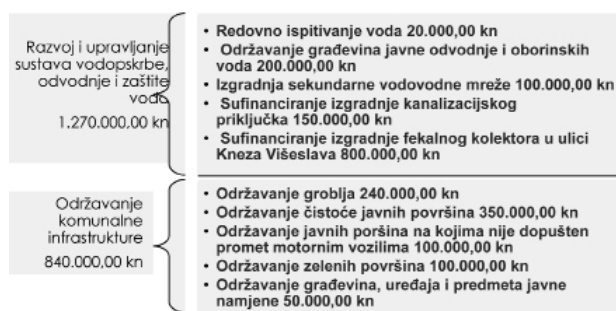 Razvoj i upravljanje
sustava vodopskrbe,
odvodnje i zaštite
voda
1.270.000,00 kn
• Redovno ispitivanje voda 20.000,00 kn
• Održavanje građevina javne odvodnje i oborinskih
voda 200.000,00 kn
• Izgradnja sekundarne vodovodne mreže 100.000,00 kn
• Sufinanciranje izgradnje kanalizacijskog
priključka 150.000,00 kn
• Sufinanciranje izgradnje fekalnog kolektora u ulici
Kneza Višeslava 800.000,00 kn
Održavanje
komunalne
infrastrukture
840.000,00 kn
• Održavanje groblja 240.000,00 kn
• Održavanje čistoće javnih površina 350.000,00 kn
• Održavanje javnih poršina na kojima nije dopušten
promet motornim vozilima 100.000,00 kn
• Održavanje zelenih površina 100.000,00 kn
• Održavanje građevina, uređaja i predmeta javne
namjene 50.000,00 kn